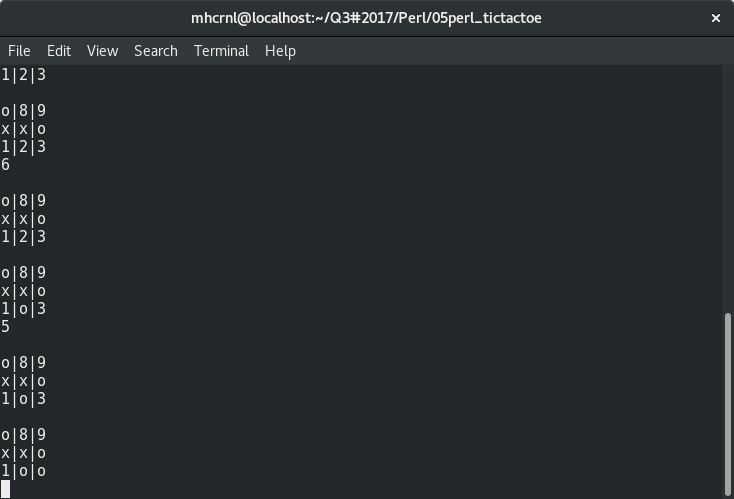 mhcrnl@localhost:~/Q3#2017/Perl/05perl_tictactoe
×
File Edit View Search Terminal Help
1|2|3
o|8|9
x|x|o
1|2|3
6
o|8|9
x|x|o
1|2|3
o|8|9
x|x|o
1|o|3
5
o|8|9
x|x|o
1|o|3
o|8|9
x|x|o
1|o|o